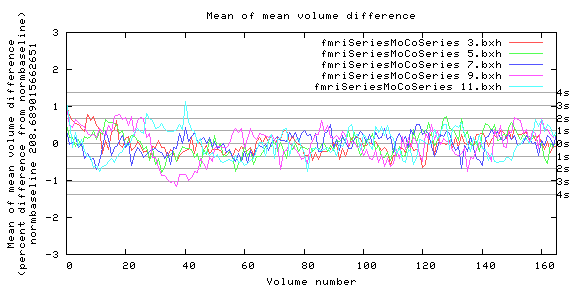 Mean of mean volume difference
Mean of mean volume difference
(percent difference from normbaseline)
normbaseline 208.689015662651
3
2
1
0
-1
-2
-3
fmriSeriesMoCoSeries 3.bxh
fmriSeriesMoCoSeries 5.bxh
fmriSeriesMoCoSeries 7.bxh
fmriSeriesMoCoSeries 9.bxh
fmriSeriesMoCoSeries 11.bxh
4s
3s
2s
1s
0s
1s
2s
3s
4s
0 20 40 60 80 100 120 140 160
Volume number